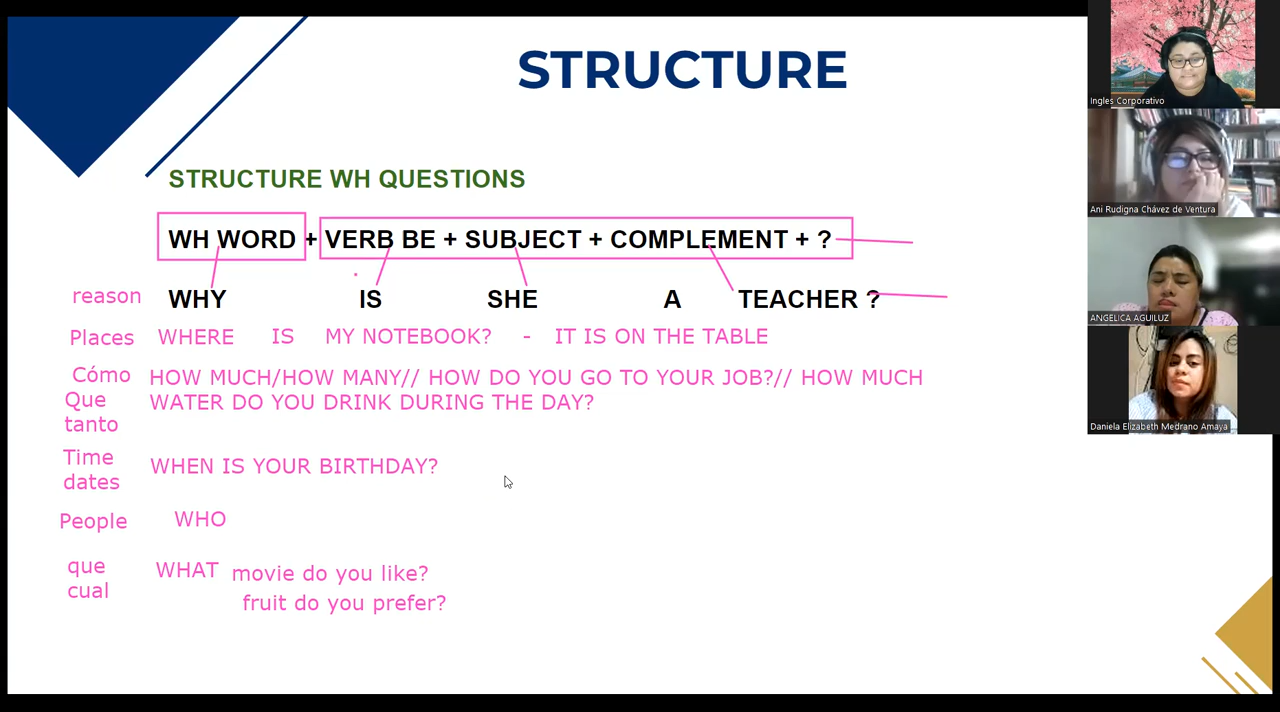 STRUCTURE
STRUCTURE WH QUESTIONS
WH WORD + VERB BE + SUBJECT + COMPLEMENT + ?
reason WHY IS SHE A TEACHER ?
Places WHERE IS MY NOTEBOOK? - IT IS ON THE TABLE
Cómo HOW MUCH/HOW MANY// HOW DO YOU GO TO YOUR JOB?// HOW MUCH
Que WATER DO YOU DRINK DURING THE DAY?
tanto
Time WHEN IS YOUR BIRTHDAY?
dates
People WHO
que WHAT movie do you like?
cual fruit do you prefer?
Ingles Corporativo
Ani Rudigna Chávez de Ventura
ANGELICA AGUILUZ
Daniela Elizabeth Medrano Amaya